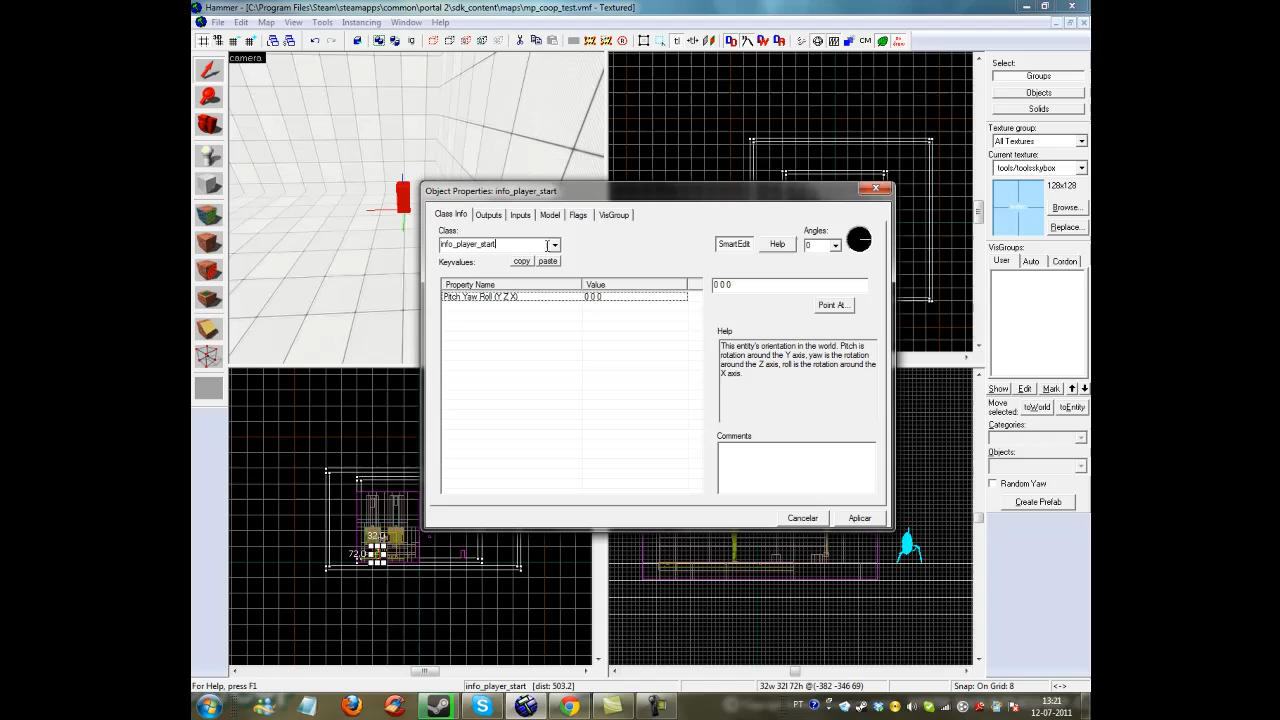 Hammer - [C:\Program Files\Steam\steamapps\common\portal 2\sdk_content\maps\mp_coop_test.vmf - Textured]
File Edit Map View Tools Instancing Window Help
camera
Select:
Groups
Objects
Solids
Texture group:
All Textures
Current texture:
tools/toolsskybox
128x128
Browse...
Replace...
VisGroups:
User Auto Cordon
Show Edit Mark
Move selected:
toWorld toEntity
Categories:
Objects:
Random Yaw
Create Prefab
Object Properties: info_player_start
Class Info Outputs Inputs Model Flags VisGroup
Class:
info_player_start
Keyvalues:
copy paste
SmartEdit Help
Angles:
0
Property Name Value
Pitch Yaw Roll (Y Z X) 0 0 0
0 0 0
Point At...
Help
This entity's orientation in the world. Pitch is
rotation around the Y axis, yaw is the rotation
around the Z axis, roll is the rotation around the
X axis.
Comments
Cancelar Aplicar
32.0
72.0
For Help, press F1
info_player_start [dist: 503.2]
32w 32l 72h @(-382 -346 69)
Snap: On Grid: 8
<->
PT
13:21
12-07-2011